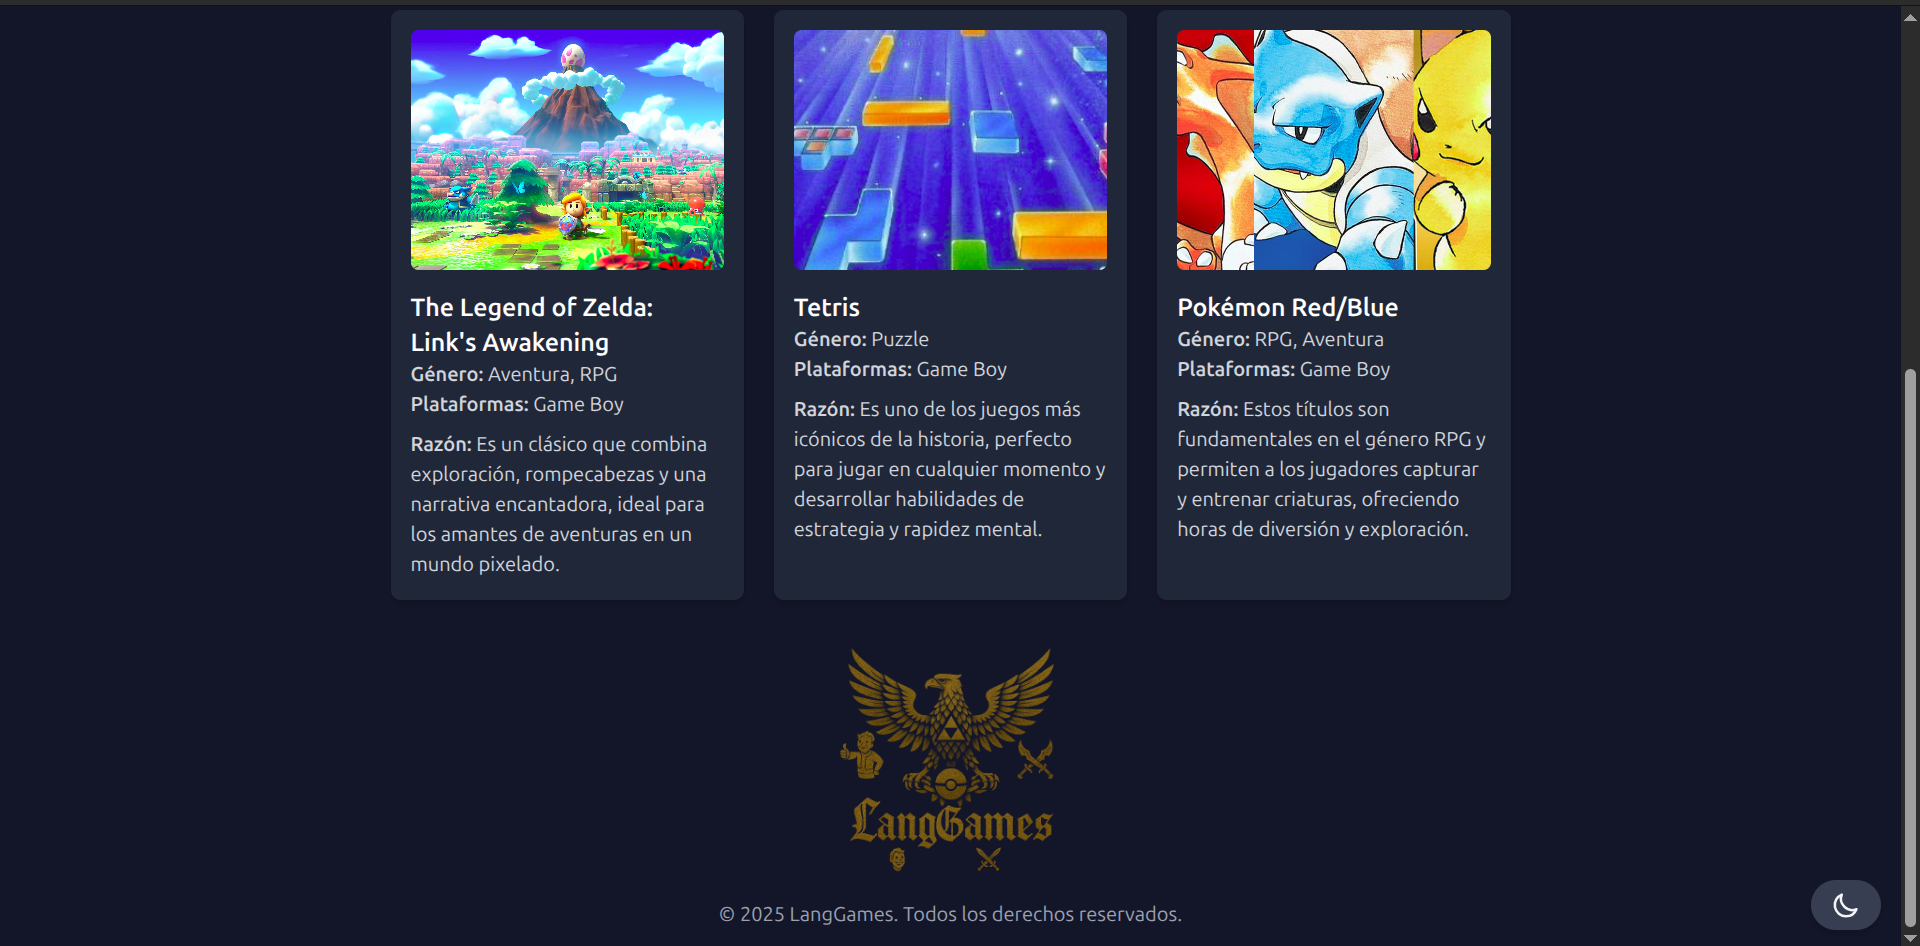 The Legend of Zelda:
Link's Awakening
Género: Aventura, RPG
Plataformas: Game Boy
Razón: Es un clásico que combina
exploración, rompecabezas y una
narrativa encantadora, ideal para
los amantes de aventuras en un
mundo pixelado.
Tetris
Género: Puzzle
Plataformas: Game Boy
Razón: Es uno de los juegos más
icónicos de la historia, perfecto
para jugar en cualquier momento y
desarrollar habilidades de
estrategia y rapidez mental.
Pokémon Red/Blue
Género: RPG, Aventura
Plataformas: Game Boy
Razón: Estos títulos son
fundamentales en el género RPG y
permiten a los jugadores capturar
y entrenar criaturas, ofreciendo
horas de diversión y exploración.
LangGames
© 2025 LangGames. Todos los derechos reservados.